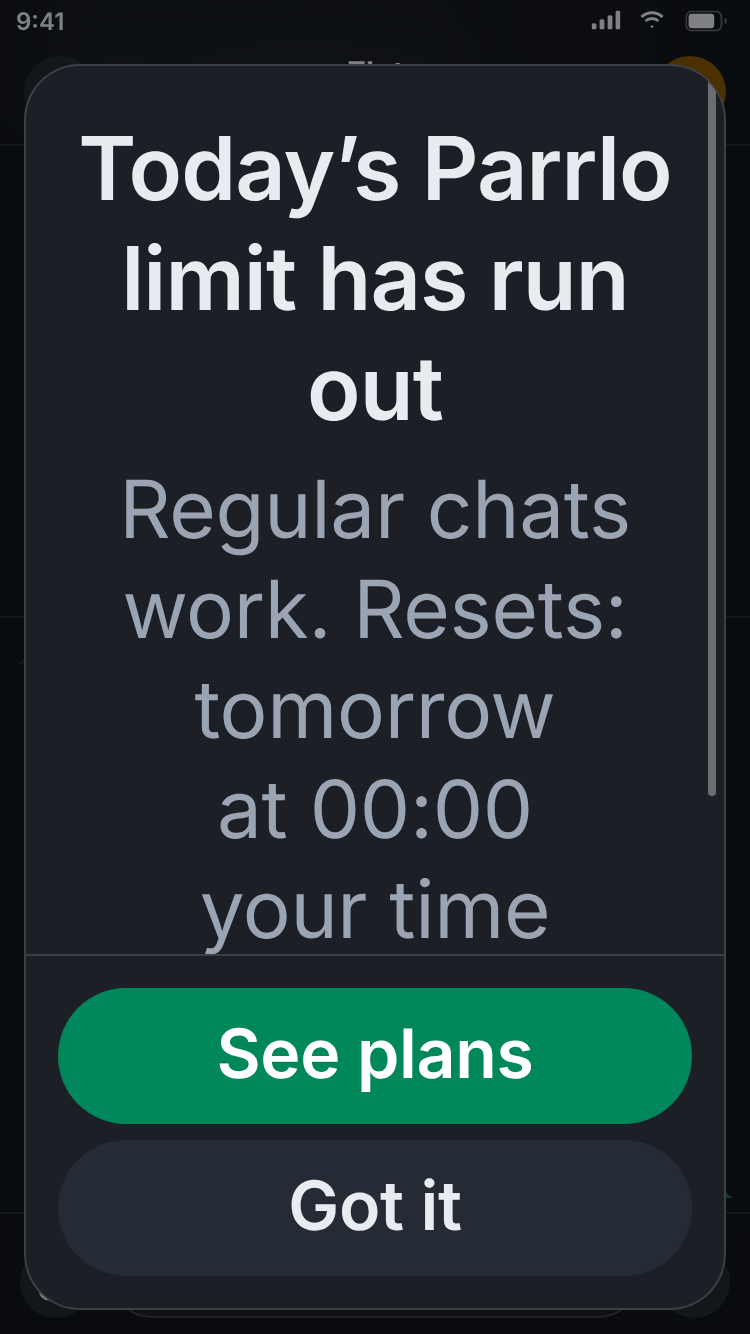 9:41
Today’s Parrlo
limit has run
out
Regular chats
work. Resets:
tomorrow
at 00:00
your time
See plans
Got it